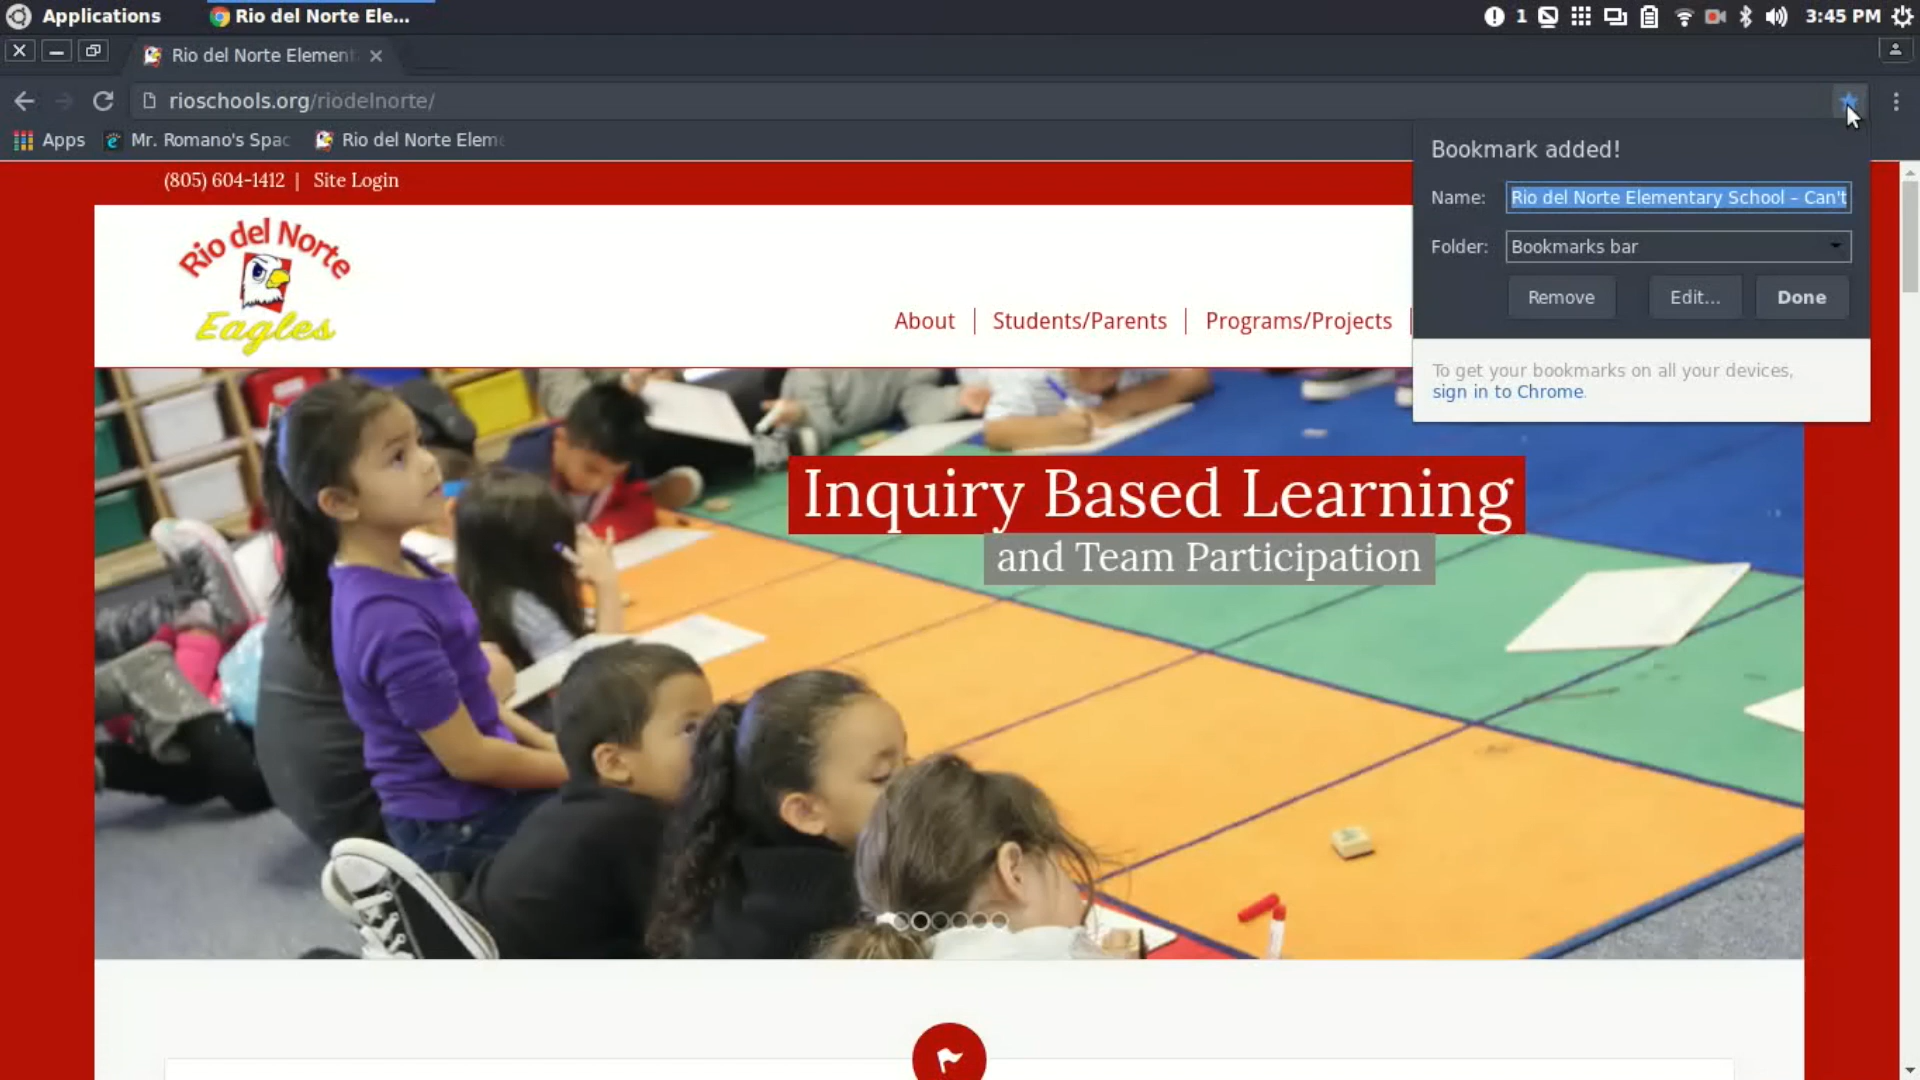 Applications
Rio del Norte Ele...
1
3:45 PM
Rio del Norte Element
rioschools.org/riodelnorte/
Apps
Mr. Romano's Spac
Rio del Norte Eleme
Bookmark added!
Name: Rio del Norte Elementary School – Can't
Folder: Bookmarks bar
Remove
Edit...
Done
To get your bookmarks on all your devices,
sign in to Chrome.
(805) 604-1412 | Site Login
Rio del Norte
Eagles
About
Students/Parents
Programs/Projects
Inquiry Based Learning
and Team Participation